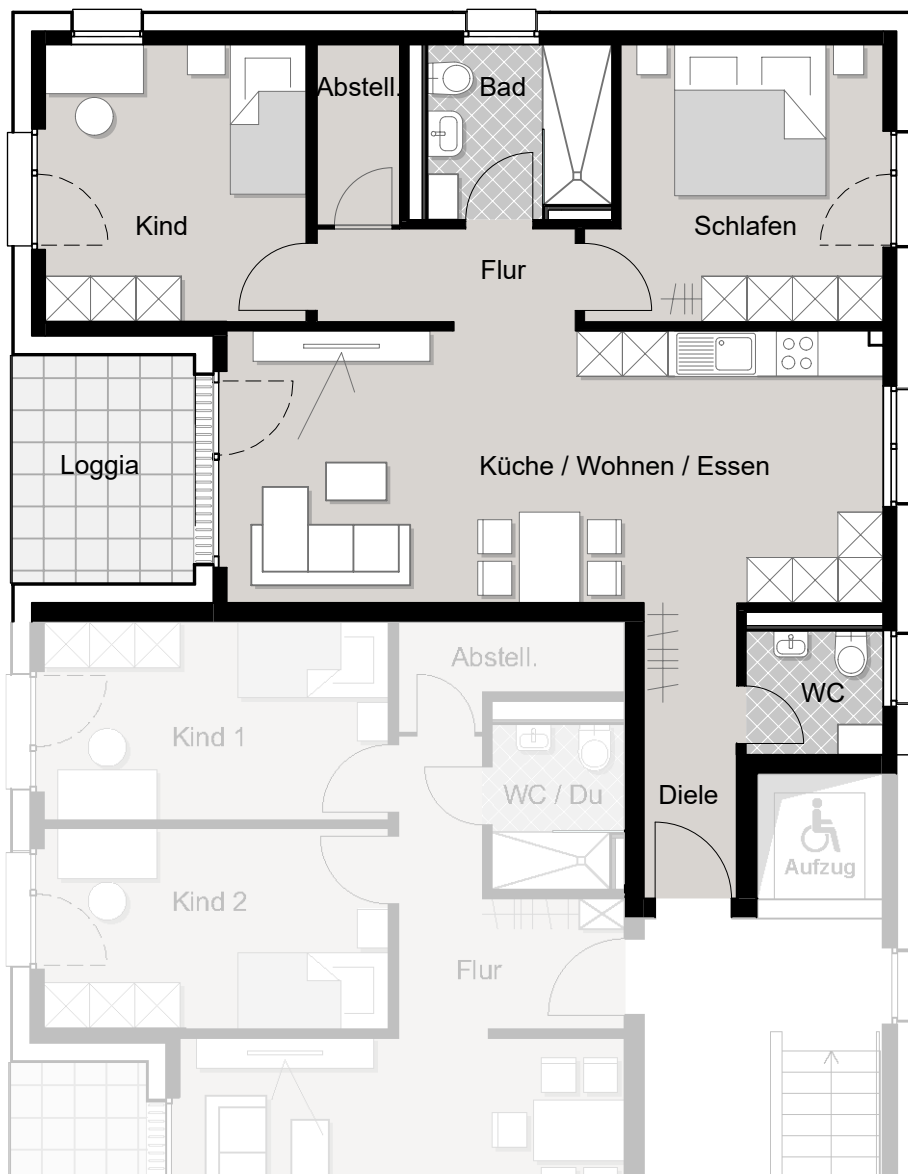 Abstell.
Bad
Kind
Schlafen
Flur
Loggia
Küche / Wohnen / Essen
Abstell.
WC
Kind 1
WC / Du
Diele
Aufzug
Kind 2
Flur